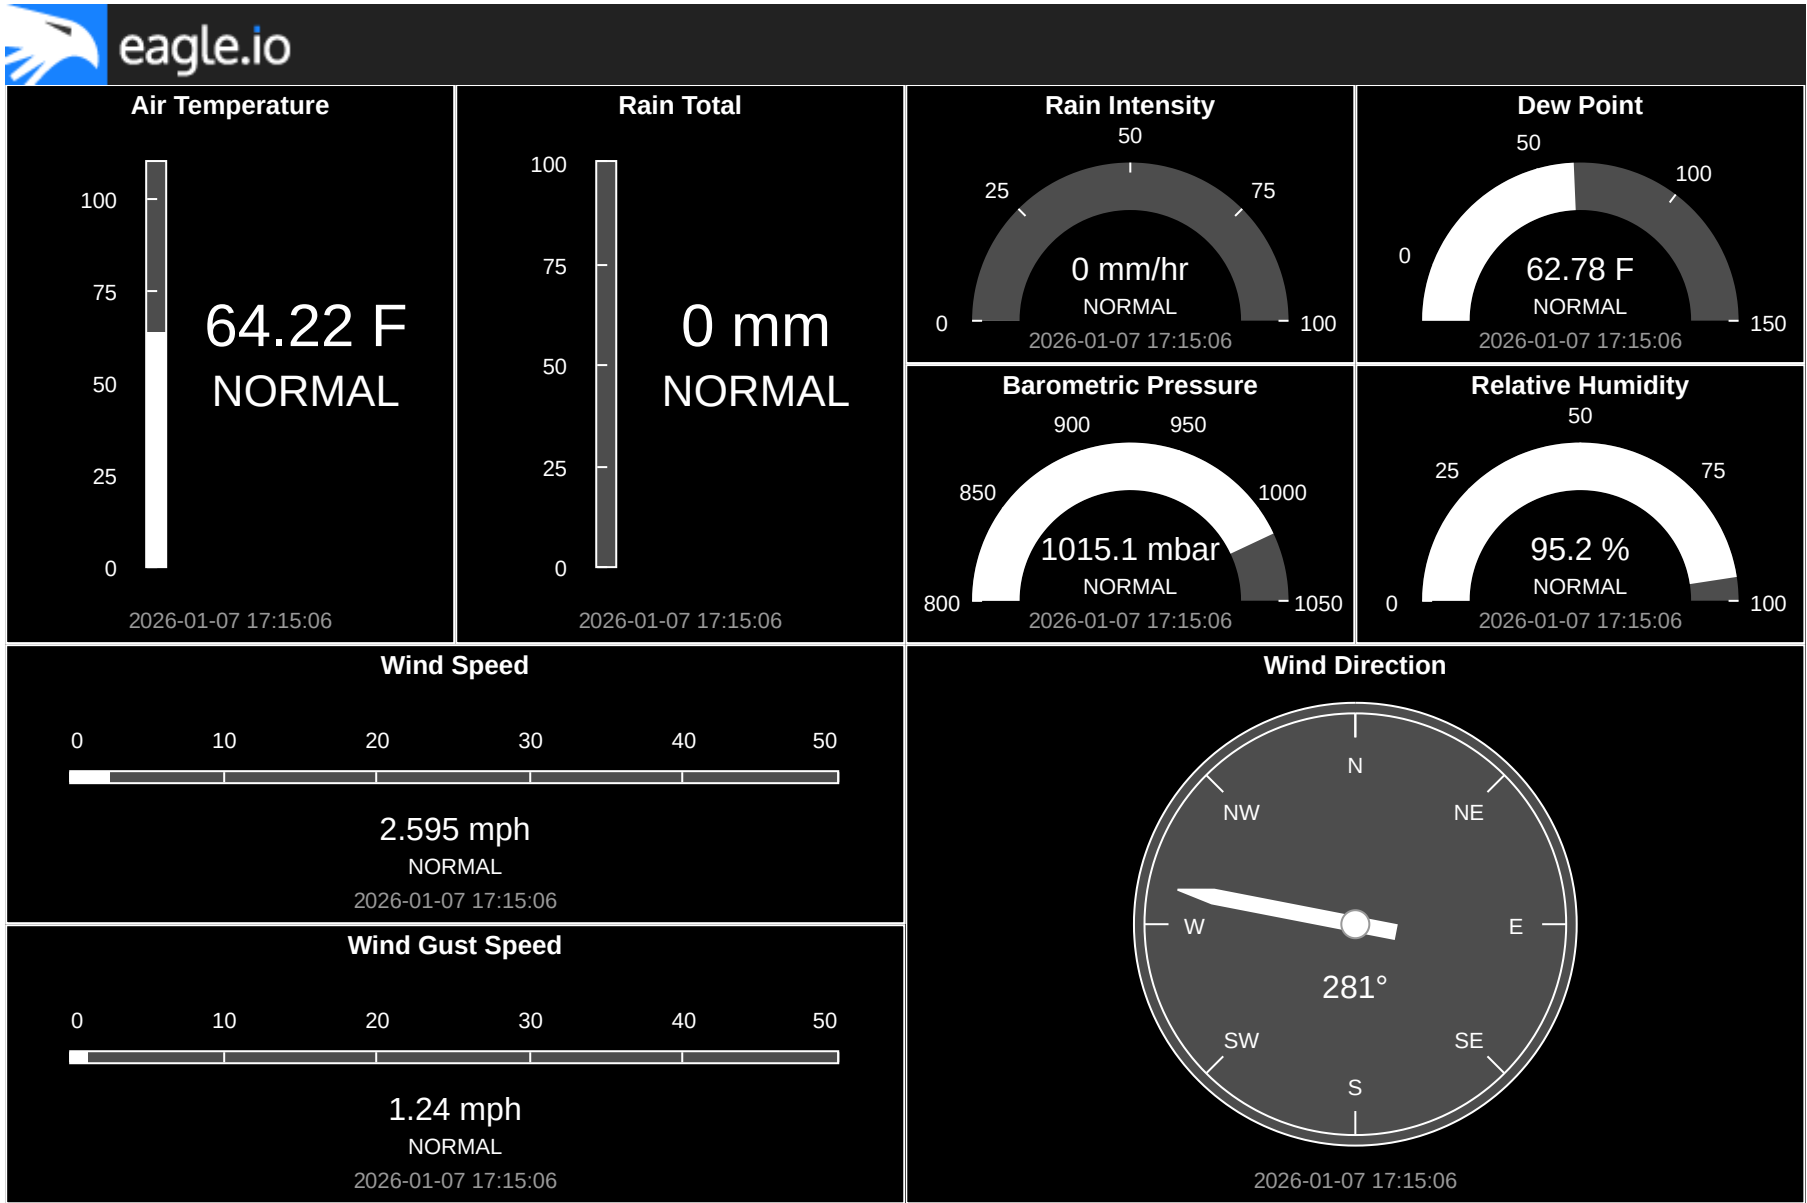 eagle.io
Air Temperature
100
75
50
25
0
64.22 F
NORMAL
2026-01-07 17:15:06
Rain Total
100
75
50
25
0
0 mm
NORMAL
2026-01-07 17:15:06
Rain Intensity
50
25
75
0
100
0 mm/hr
NORMAL
2026-01-07 17:15:06
Dew Point
50
100
0
150
62.78 F
NORMAL
2026-01-07 17:15:06
Barometric Pressure
900
950
850
1000
800
1050
1015.1 mbar
NORMAL
2026-01-07 17:15:06
Relative Humidity
50
25
75
0
100
95.2 %
NORMAL
2026-01-07 17:15:06
Wind Speed
0 10 20 30 40 50
2.595 mph
NORMAL
2026-01-07 17:15:06
Wind Gust Speed
0 10 20 30 40 50
1.24 mph
NORMAL
2026-01-07 17:15:06
Wind Direction
N
NW
NE
W
E
281°
SW
SE
S
2026-01-07 17:15:06